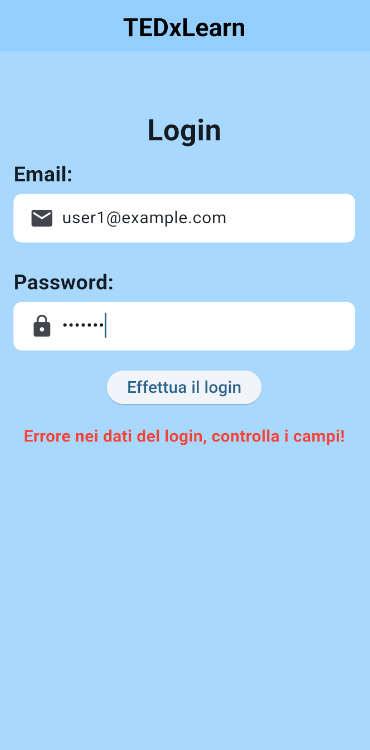 TEDxLearn
Login
Email:
user1@example.com
Password:
•••••••
Effettua il login
Errore nei dati del login, controlla i campi!